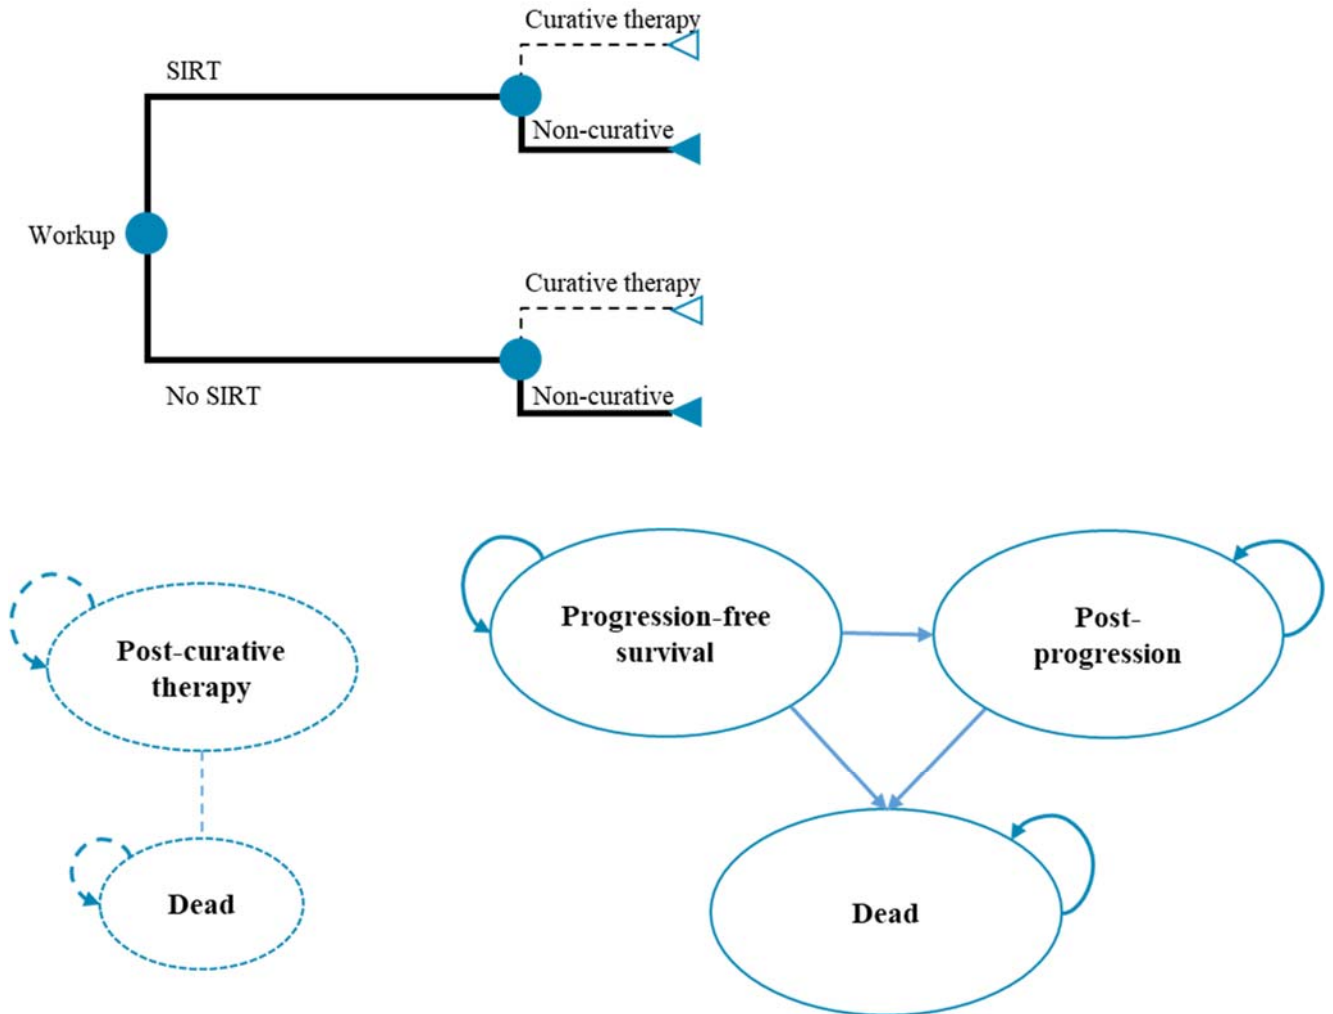 Curative therapy
SIRT
Non-curative
Workup
Curative therapy
No SIRT
Non-curative
Progression-free
survival
Post-
progression
Post-curative
therapy
Dead
Dead